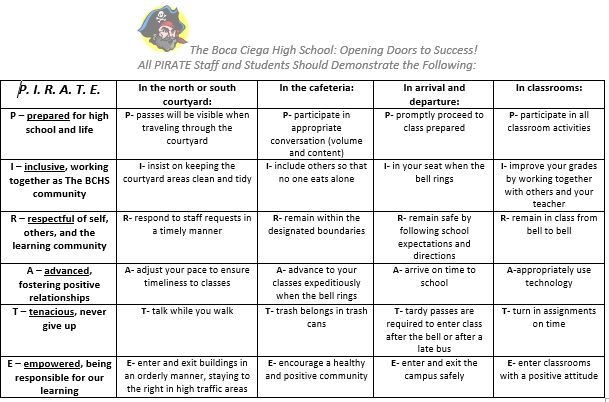 The Boca Ciega High School: Opening Doors to Success!
All PIRATE Staff and Students Should Demonstrate the Following:
P. I. R. A. T. E.
In the north or south
courtyard:
In the cafeteria:
In arrival and
departure:
In classrooms:
P – prepared for high
school and life
P- passes will be visible when
traveling through the
courtyard
P- participate in
appropriate
conversation (volume
and content)
P- promptly proceed to
class prepared
P- participate in all
classroom activities
I – inclusive, working
together as The BCHS
community
I- insist on keeping the
courtyard areas clean and tidy
I- include others so that
no one eats alone
I- in your seat when the
bell rings
I- improve your grades
by working together
with others and your
teacher
R – respectful of self,
others, and the
learning community
R- respond to staff requests in
a timely manner
R- remain within the
designated boundaries
R- remain safe by
following school
expectations and
directions
R- remain in class from
bell to bell
A – advanced,
fostering positive
relationships
A- adjust your pace to ensure
timeliness to classes
A- advance to your
classes expeditiously
when the bell rings
A- arrive on time to
school
A-appropriately use
technology
T – tenacious, never
give up
T- talk while you walk
T- trash belongs in trash
cans
T- tardy passes are
required to enter class
after the bell or after a
late bus
T- turn in assignments
on time
E – empowered, being
responsible for our
learning
E- enter and exit buildings in
an orderly manner, staying to
the right in high traffic areas
E- encourage a healthy
and positive community
E- enter and exit the
campus safely
E- enter classrooms
with a positive attitude